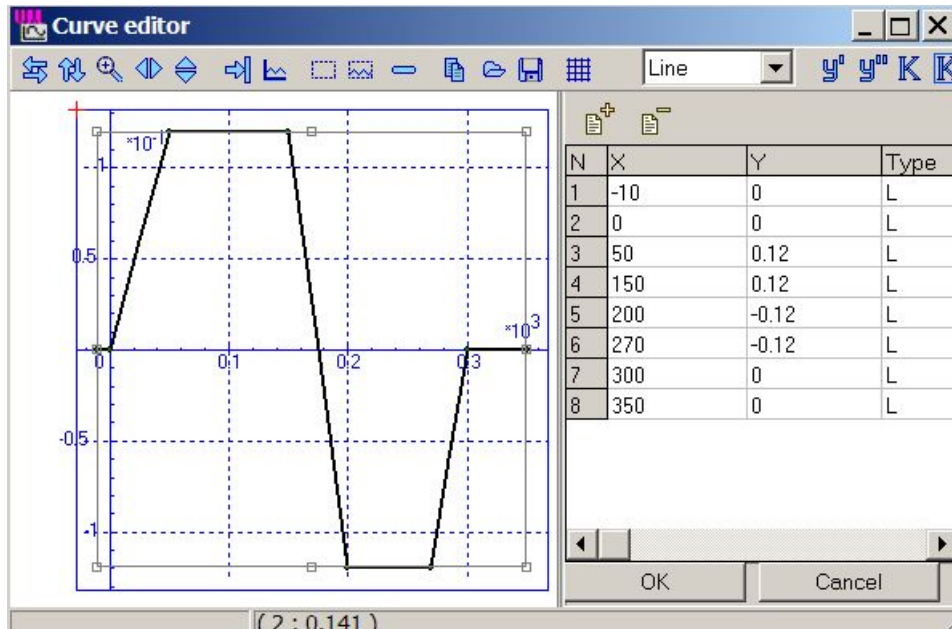 Curve editor
Line
y' y'' K K
*10-1
1
0.5
*103
0 0.1 0.2 0.3
-0.5
-1
N X Y Type
1 -10 0 L
2 0 0 L
3 50 0.12 L
4 150 0.12 L
5 200 -0.12 L
6 270 -0.12 L
7 300 0 L
8 350 0 L
OK Cancel
( 2 : 0.141 )